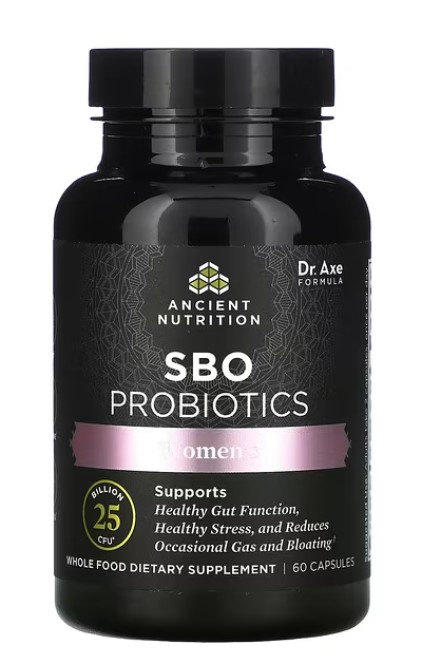 Dr. Axe
FORMULA
ANCIENT
NUTRITION
SBO
PROBIOTICS
Women's
BILLION
25
CFU*
Supports
Healthy Gut Function,
Healthy Stress, and Reduces
Occasional Gas and Bloating†
WHOLE FOOD DIETARY SUPPLEMENT | 60 CAPSULES